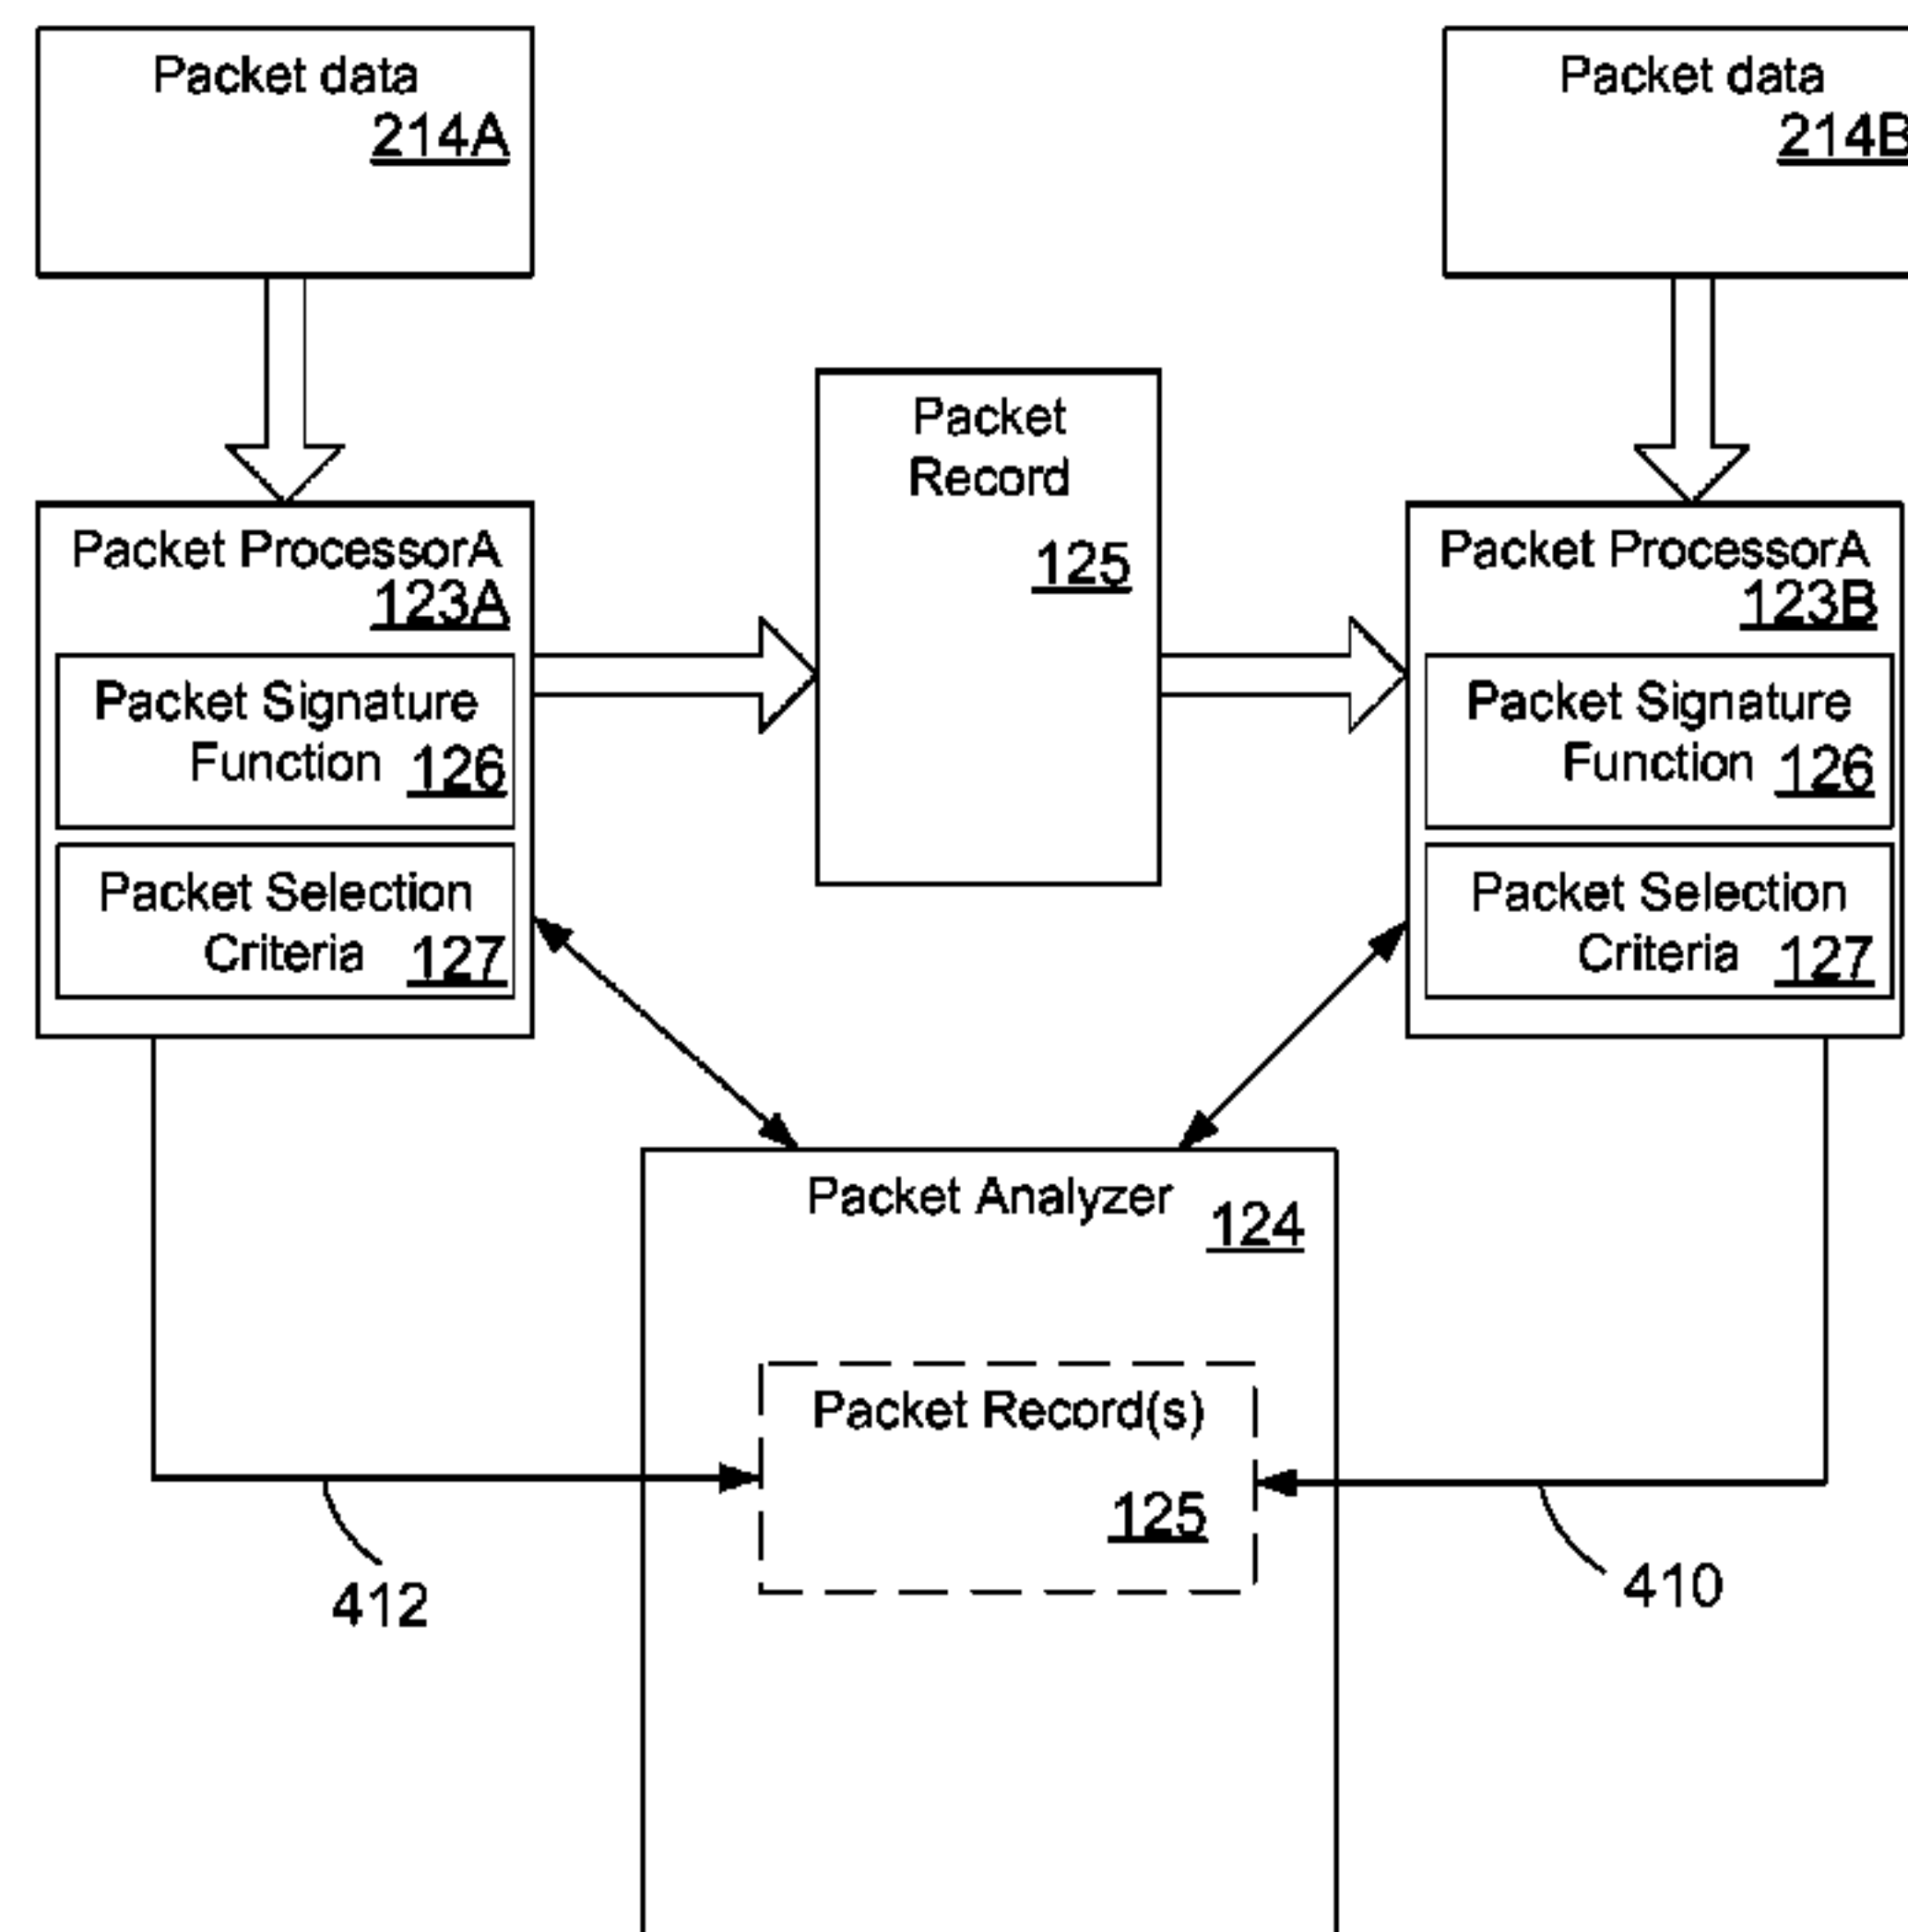 Packet data
214A
Packet data
214B
Packet
Record
125
Packet ProcessorA
123A
Packet Signature
Function 126
Packet Selection
Criteria 127
Packet ProcessorA
123B
Packet Signature
Function 126
Packet Selection
Criteria 127
Packet Analyzer
124
Packet Record(s)
125
412
410